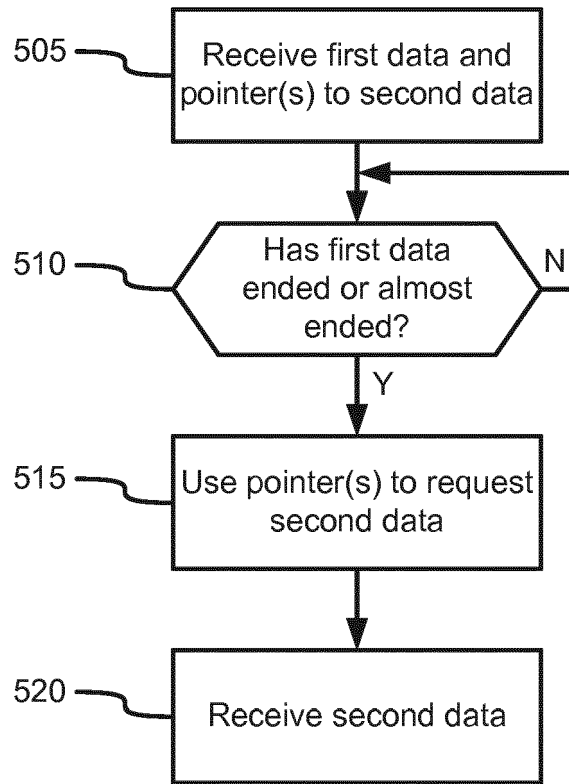 505
Receive first data and
pointer(s) to second data
510
Has first data
ended or almost
ended?
N
Y
515
Use pointer(s) to request
second data
520
Receive second data